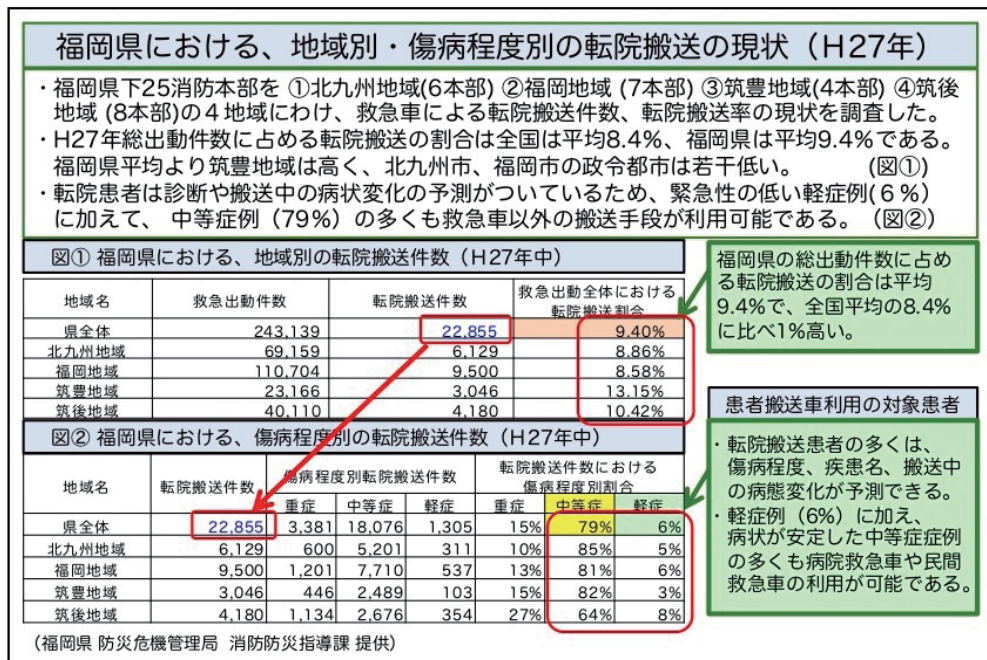 福岡県における、地域別・傷病程度別の転院搬送の現状（H27年）
・福岡県下25消防本部を ①北九州地域(6本部) ②福岡地域 (7本部) ③筑豊地域(4本部) ④筑後
地域 (8本部)の４地域にわけ、救急車による転院搬送件数、転院搬送率の現状を調査した。
・H27年総出動件数に占める転院搬送の割合は全国は平均8.4%、福岡県は平均9.4%である。
福岡県平均より筑豊地域は高く、北九州市、福岡市の政令都市は若干低い。 (図①)
・転院患者は診断や搬送中の病状変化の予測がついているため、緊急性の低い軽症例(６%)
に加えて、 中等症例（79%）の多くも救急車以外の搬送手段が利用可能である。（図②）
図① 福岡県における、地域別の転院搬送件数（H27年中）
地域名 救急出動件数 転院搬送件数 救急出動全体における
転院搬送割合
県全体 243,139 22,855 9.40%
北九州地域 69,159 6,129 8.86%
福岡地域 110,704 9,500 8.58%
筑豊地域 23,166 3,046 13.15%
筑後地域 40,110 4,180 10.42%
福岡県の総出動件数に占め
る転院搬送の割合は平均
9.4%で、全国平均の8.4%
に比べ1%高い。
図② 福岡県における、傷病程度別の転院搬送件数（H27年中）
地域名 転院搬送件数 傷病程度別転院搬送件数 転院搬送件数における
傷病程度別割合
重症 中等症 軽症 重症 中等症 軽症
県全体 22,855 3,381 18,076 1,305 15% 79% 6%
北九州地域 6,129 600 5,201 311 10% 85% 5%
福岡地域 9,500 1,201 7,710 537 13% 81% 6%
筑豊地域 3,046 446 2,489 103 15% 82% 3%
筑後地域 4,180 1,134 2,676 354 27% 64% 8%
患者搬送車利用の対象患者
・転院搬送患者の多くは、
傷病程度、疾患名、搬送中
の病態変化が予測できる。
・軽症例（6%）に加え、
病状が安定した中等症症例
の多くも病院救急車や民間
救急車の利用が可能である。
（福岡県 防災危機管理局 消防防災指導課 提供）